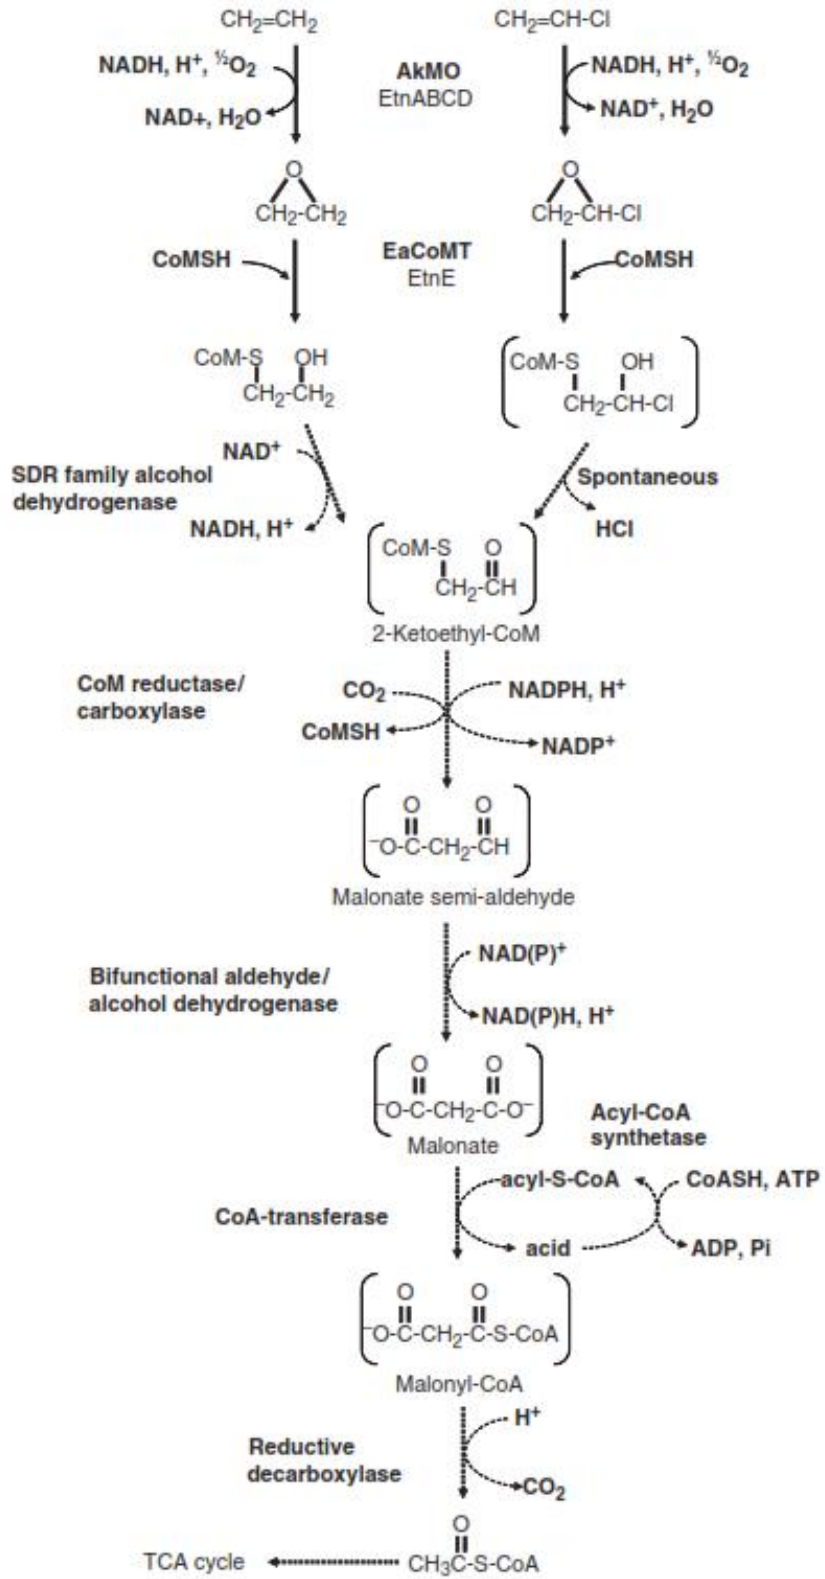 CH₂=CH₂
CH₂=CH-Cl
NADH, H⁺, ½O₂
AkMO
NADH, H⁺, ½O₂
EtnABCD
NAD+, H₂O
NAD⁺, H₂O
O
O
CH₂-CH₂
CH₂-CH-Cl
CoMSH
EaCoMT
CoMSH
EtnE
CoM-S OH
CH₂-CH₂
CoM-S OH
CH₂-CH-Cl
NAD⁺
SDR family alcohol
dehydrogenase
NADH, H⁺
Spontaneous
HCl
CoM-S O
CH₂-CH
2-Ketoethyl-CoM
CoM reductase/
carboxylase
CO₂
NADPH, H⁺
CoMSH
NADP⁺
O O
⁻O-C-CH₂-CH
Malonate semi-aldehyde
NAD(P)⁺
Bifunctional aldehyde/
alcohol dehydrogenase
NAD(P)H, H⁺
O O
⁻O-C-CH₂-C-O⁻
Malonate
Acyl-CoA
synthetase
acyl-S-CoA
CoASH, ATP
CoA-transferase
acid
ADP, Pi
O O
⁻O-C-CH₂-C-S-CoA
Malonyl-CoA
H⁺
Reductive
decarboxylase
CO₂
O
TCA cycle
CH₃C-S-CoA